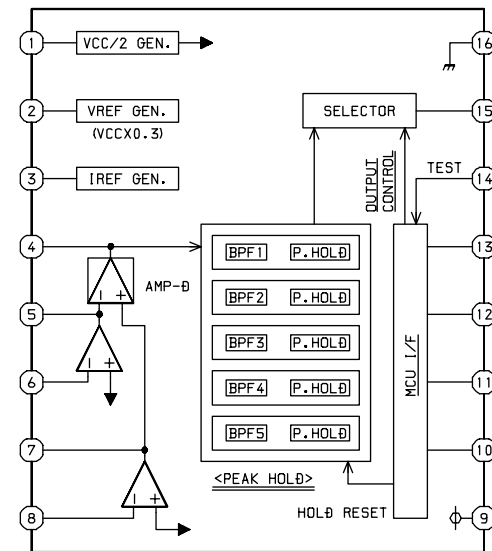 1
VCC/2 GEN.
16
2
VREF GEN.
(VCCX0.3)
SELECTOR
15
3
IREF GEN.
OUTPUT
CONTROL
TEST
14
4
BPF1 P.HOLD
13
AMP-D
5
BPF2 P.HOLD
12
- +
BPF3 P.HOLD
MCU I/F
6
- +
BPF4 P.HOLD
11
7
BPF5 P.HOLD
10
<PEAK HOLD>
8
- +
HOLD RESET
9